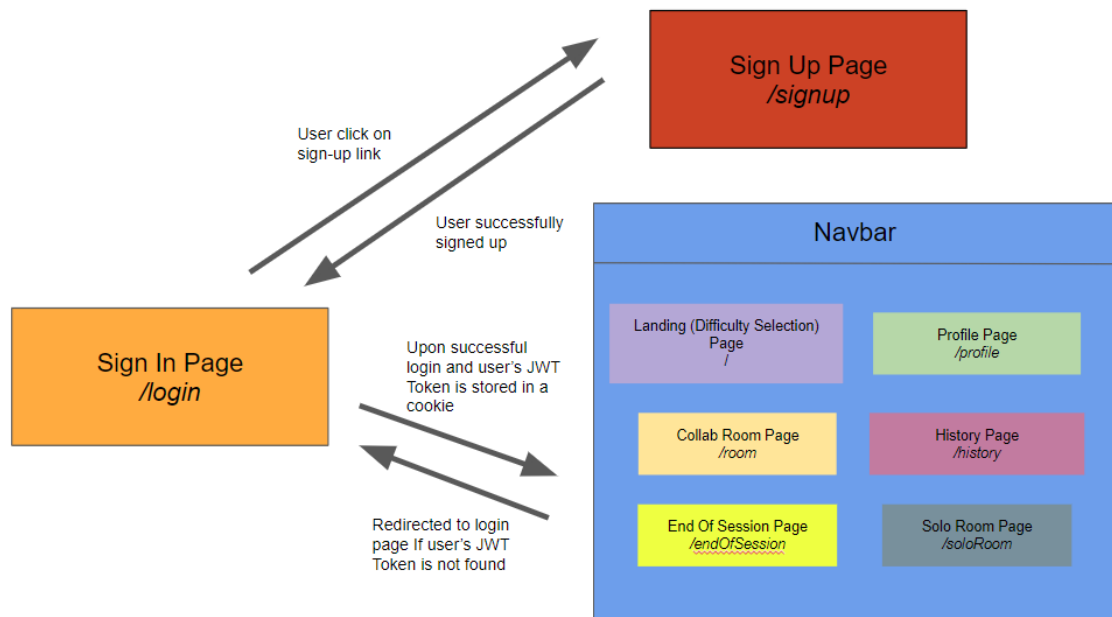 Sign Up Page
/signup
User click on
sign-up link
User successfully
signed up
Navbar
Sign In Page
/login
Upon successful
login and user's JWT
Token is stored in a
cookie
Redirected to login
page If user's JWT
Token is not found
Landing (Difficulty Selection)
Page
/
Profile Page
/profile
Collab Room Page
/room
History Page
/history
End Of Session Page
/endOfSession
Solo Room Page
/soloRoom